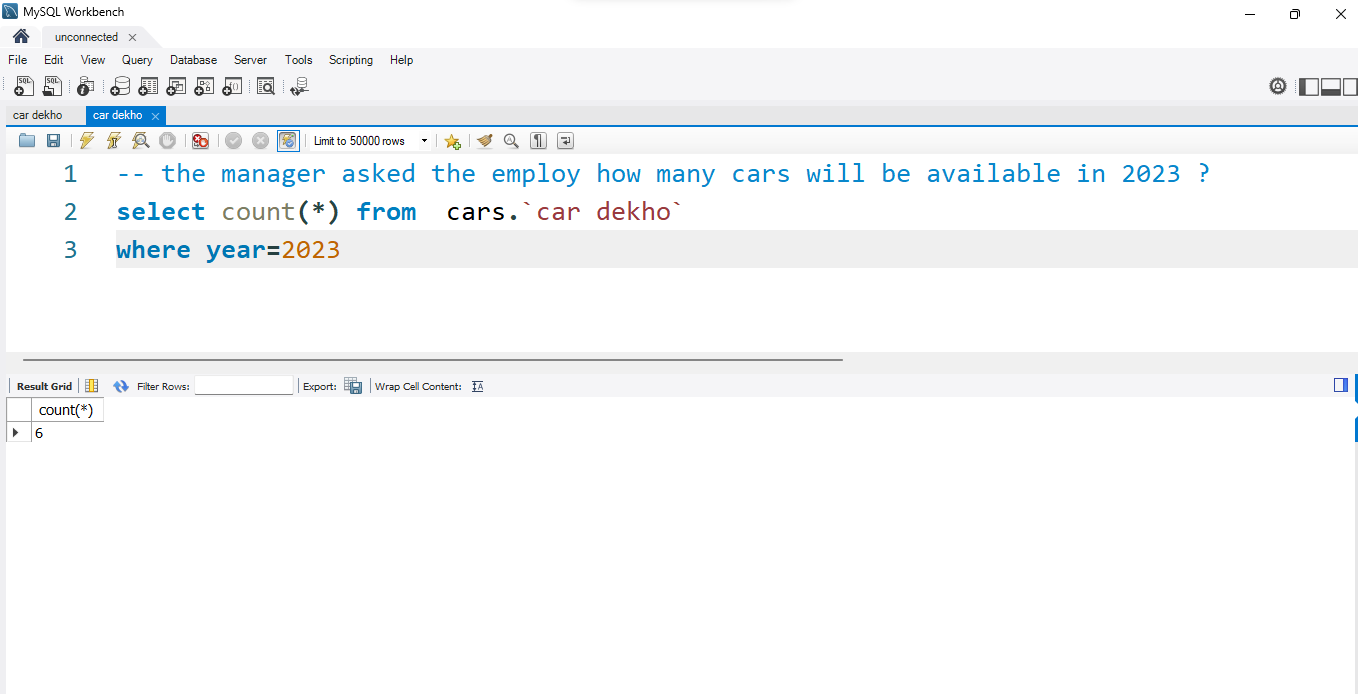 MySQL Workbench
unconnected
File Edit View Query Database Server Tools Scripting Help
car dekho car dekho
Limit to 50000 rows
1 -- the manager asked the employ how many cars will be available in 2023 ?
2 select count(*) from  cars.`car dekho`
3 where year=2023
Result Grid Filter Rows: Export: Wrap Cell Content:
count(*)
6